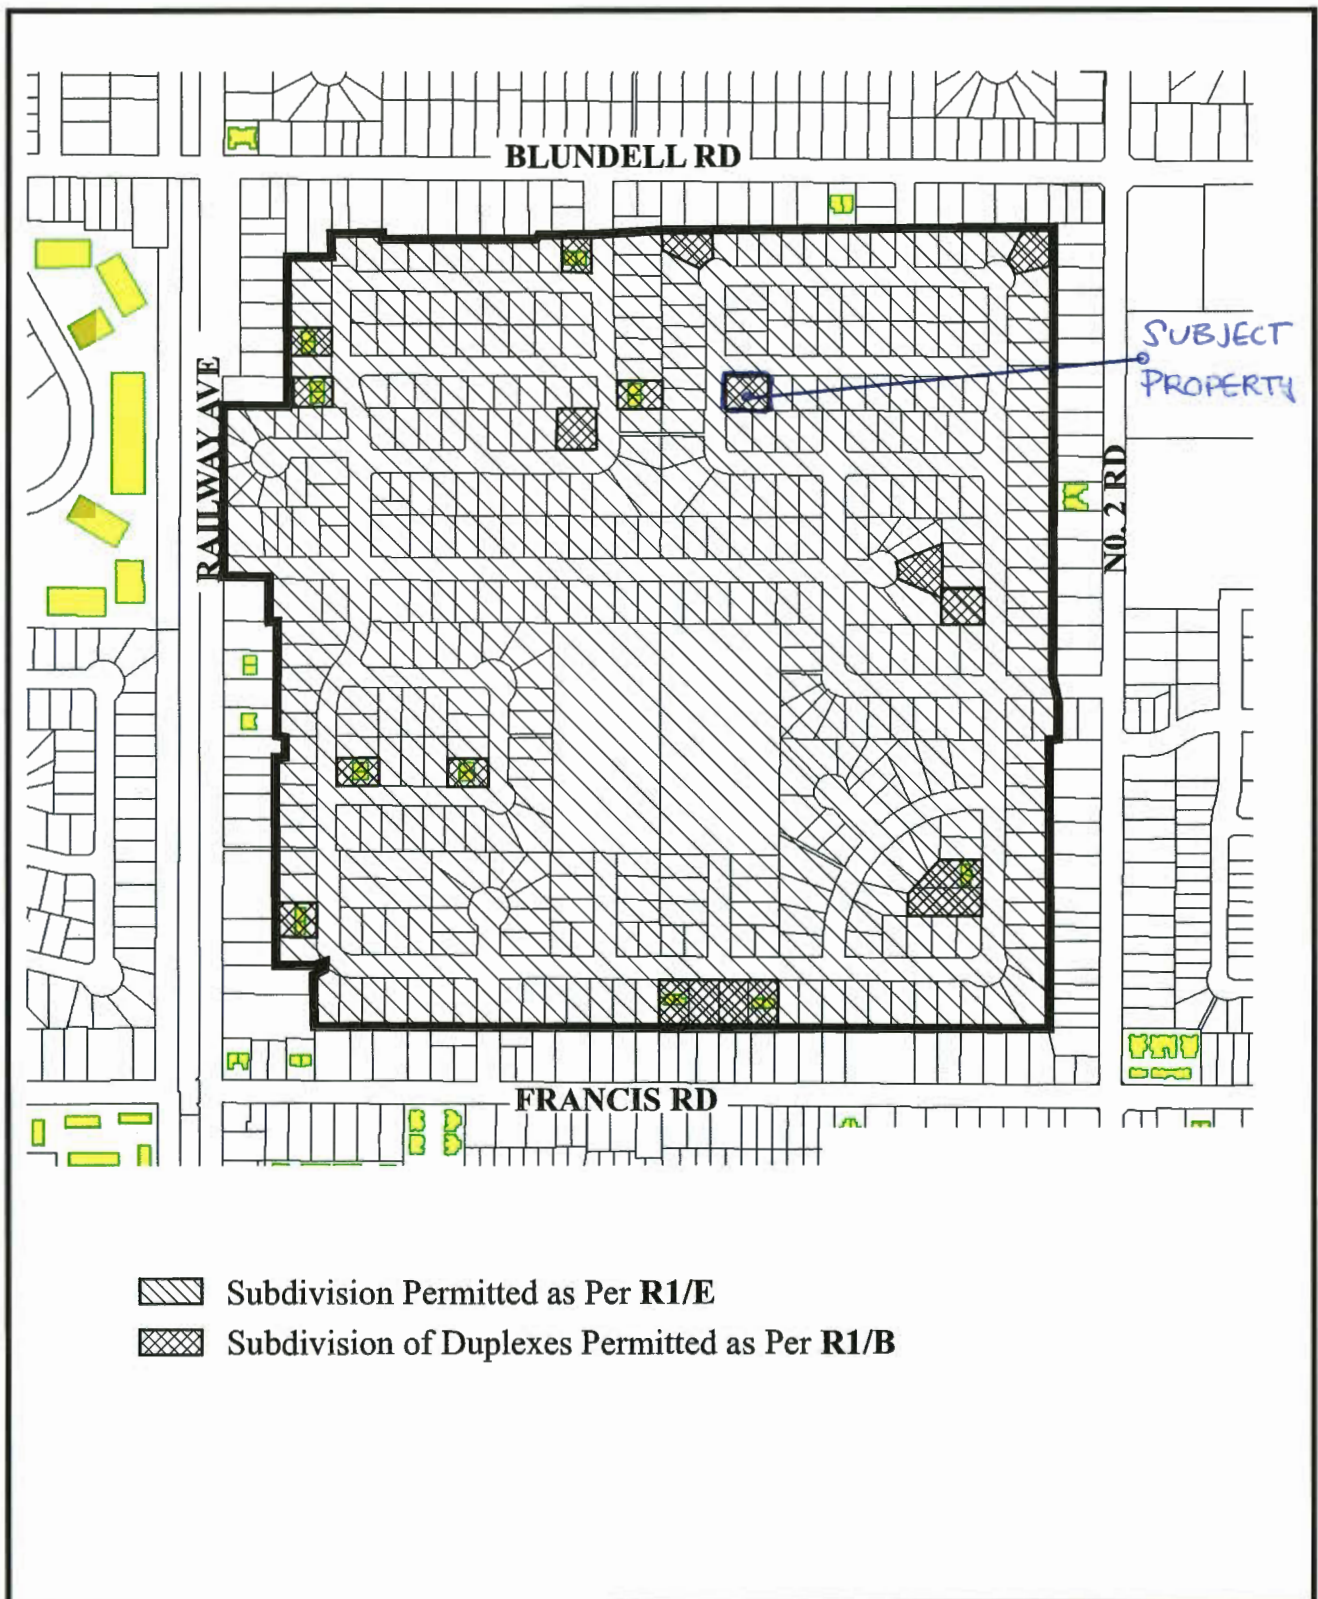 BLUNDELL RD
SUBJECT
PROPERTY
RAILWAY AVE
N0. 2 RD
FRANCIS RD
Subdivision Permitted as Per R1/E
Subdivision of Duplexes Permitted as Per R1/B